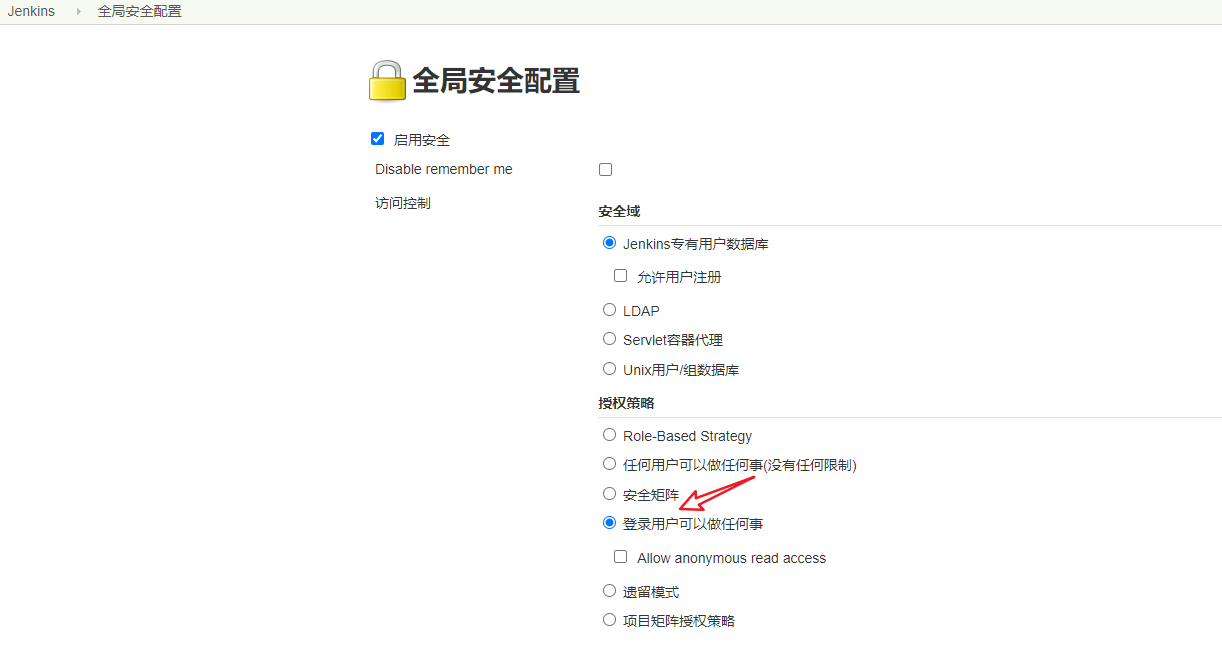 Jenkins 全局安全配置
全局安全配置
启用安全
Disable remember me
访问控制
安全域
Jenkins专有用户数据库
允许用户注册
LDAP
Servlet容器代理
Unix用户/组数据库
授权策略
Role-Based Strategy
任何用户可以做任何事(没有任何限制)
安全矩阵
登录用户可以做任何事
Allow anonymous read access
遗留模式
项目矩阵授权策略